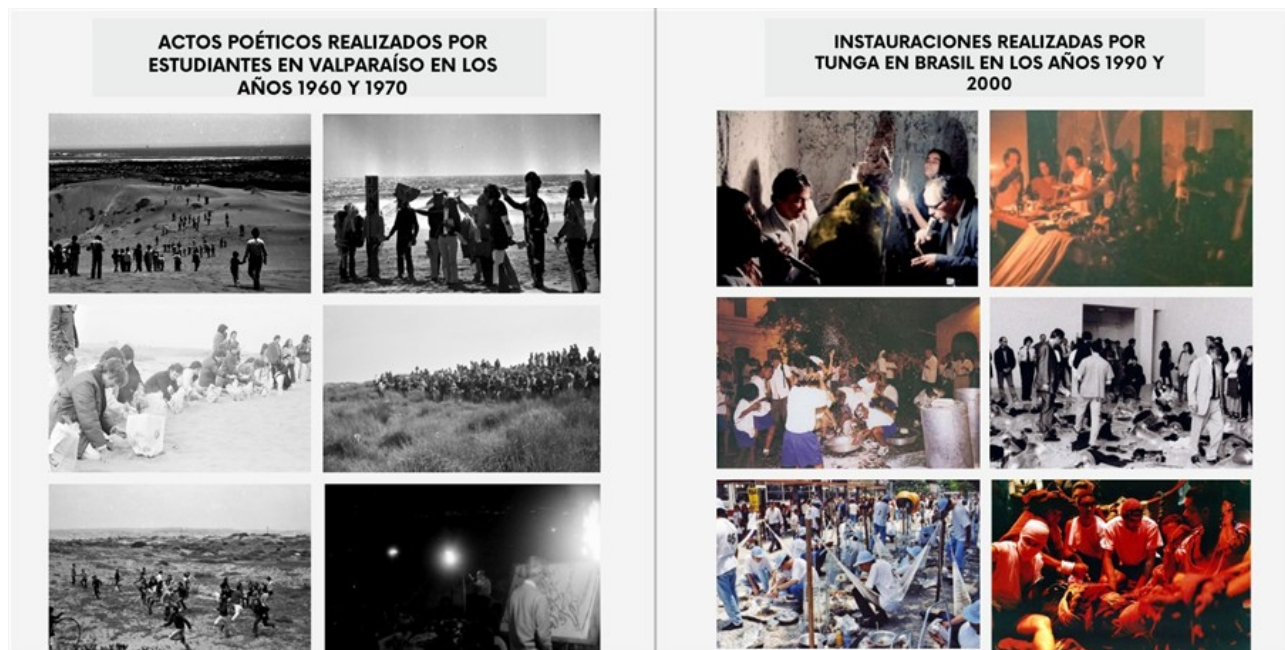 ACTOS POÉTICOS REALIZADOS POR
ESTUDIANTES EN VALPARAÍSO EN LOS
AÑOS 1960 Y 1970
INSTAURACIONES REALIZADAS POR
TUNGA EN BRASIL EN LOS AÑOS 1990 Y
2000